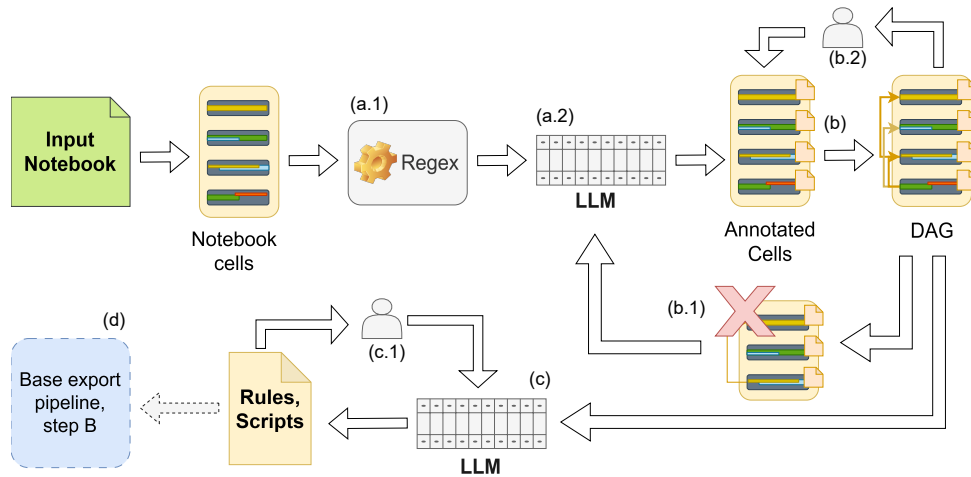 (b.2)
(a.1)
(a.2)
(b)
Input
Notebook
Regex
LLM
Notebook
cells
Annotated
Cells
DAG
(b.1)
(d)
(c.1)
(c)
Base export
pipeline,
step B
Rules,
Scripts
LLM